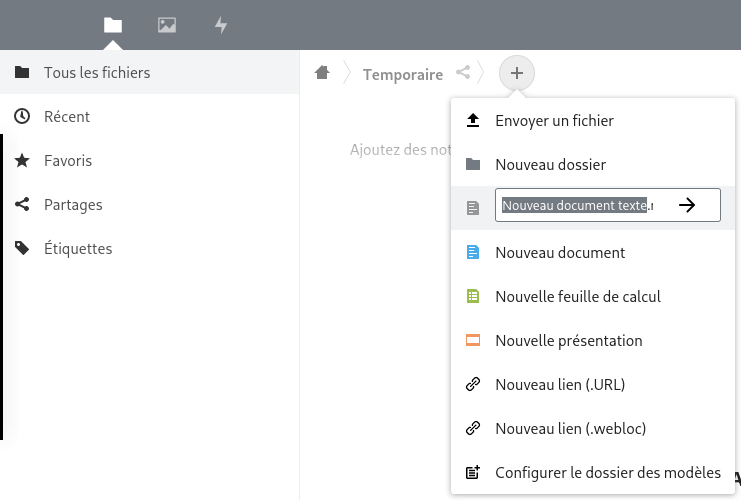 Tous les fichiers
Récent
Favoris
Partages
Étiquettes
Temporaire
Ajoutez des not
Envoyer un fichier
Nouveau dossier
Nouveau document texte.
Nouveau document
Nouvelle feuille de calcul
Nouvelle présentation
Nouveau lien (.URL)
Nouveau lien (.webloc)
Configurer le dossier des modèles